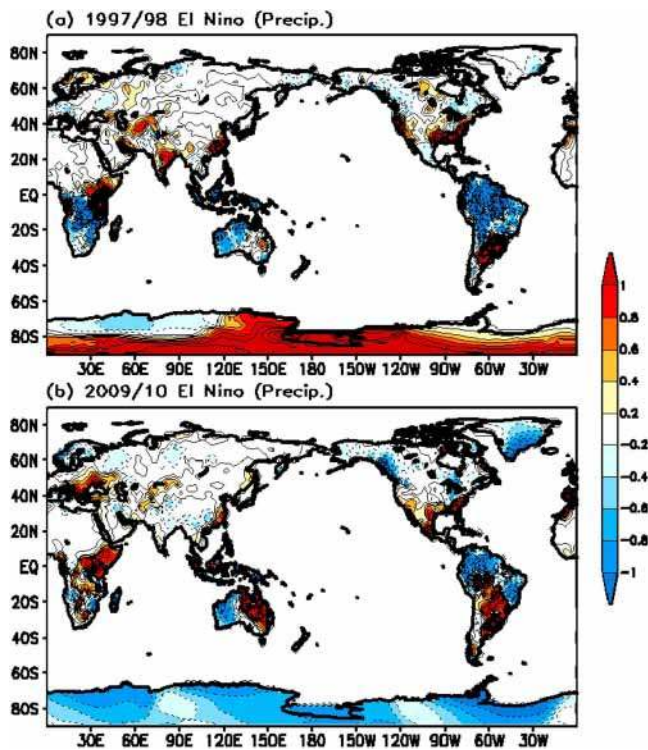 (a) 1997/98 El Nino (Precip.)
80N
60N
40N
20N
EQ
20S
40S
60S
80S
30E 60E 90E 120E 150E 180 150W 120W 90W 60W 30W
(b) 2009/10 El Nino (Precip.)
80N
60N
40N
20N
EQ
20S
40S
60S
80S
30E 60E 90E 120E 150E 180 150W 120W 90W 60W 30W
1
0.8
0.6
0.4
0.2
-0.2
-0.4
-0.6
-0.8
-1